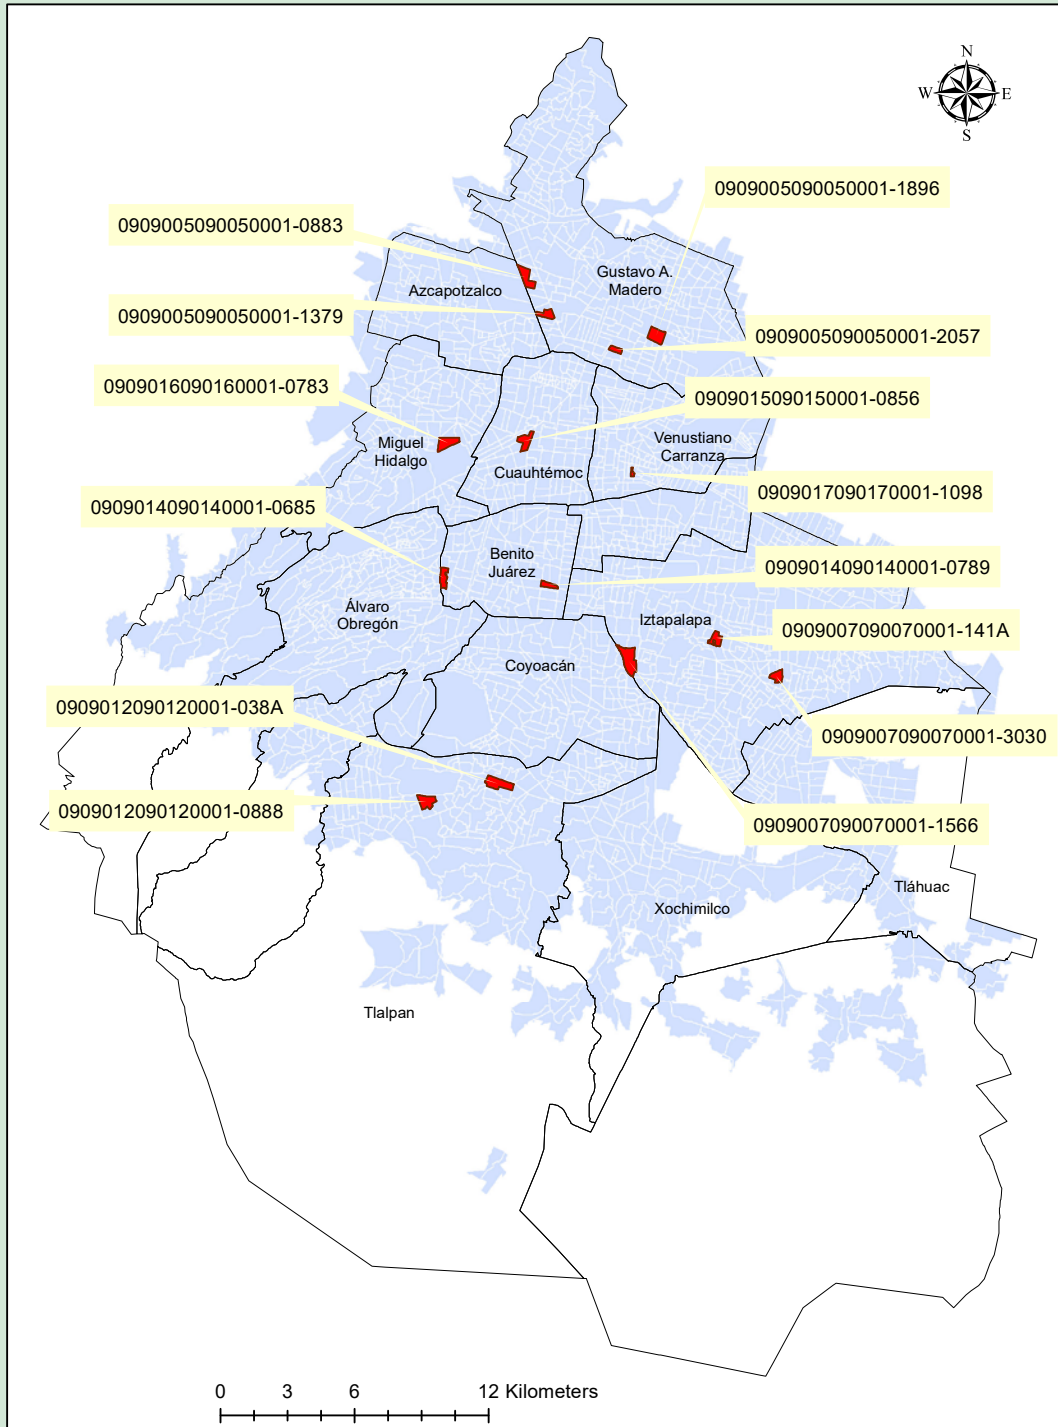 N
W E
S
0909005090050001-1896
0909005090050001-0883
Gustavo A.
Madero
Azcapotzalco
0909005090050001-1379
0909005090050001-2057
0909016090160001-0783
0909015090150001-0856
Miguel
Hidalgo
Venustiano
Carranza
Cuauhtémoc
0909017090170001-1098
0909014090140001-0685
Benito
Juárez
0909014090140001-0789
Álvaro
Obregón
Iztapalapa
0909007090070001-141A
Coyoacán
0909012090120001-038A
0909007090070001-3030
0909012090120001-0888
0909007090070001-1566
Tláhuac
Xochimilco
Tlalpan
0 3 6 12 Kilometers